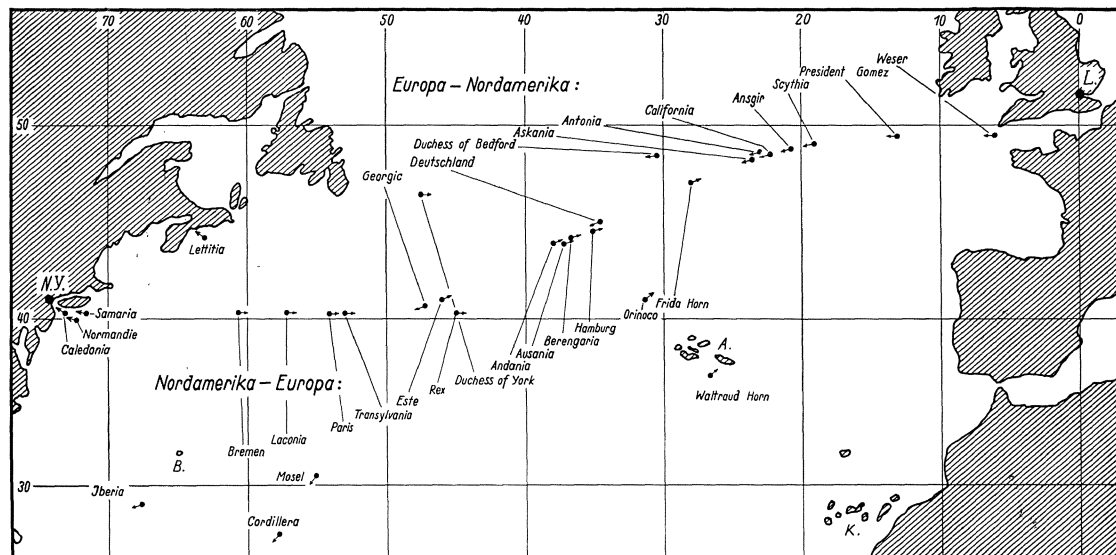 70 60 50 40 30 20 10 0
Europa – Nordamerika :
Weser
President
Gomez
Scythia
Ansgir
California
Antonia
Askania
Duchess of Bedford
Deutschland
Georgic
L.
50
Lettitia
N.Y.
Samaria
Normandie
Caledonia
40
Frida Horn
Orinoco
Hamburg
Berengaria
Ausania
Andania
Duchess of York
Rex
Este
Transylvania
Paris
Laconia
Bremen
Nordamerika – Europa :
A.
Waltraud Horn
B.
Mosel
30
Iberia
Cordillera
K.